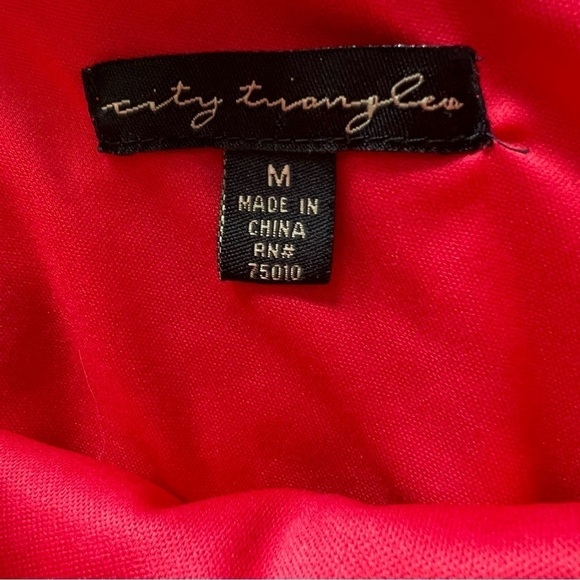 city triangles
M
MADE IN
CHINA
RN#
75010